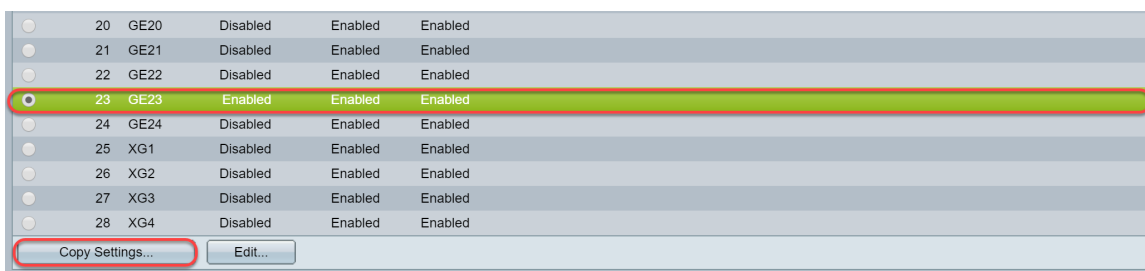 20 GE20 Disabled Enabled Enabled
21 GE21 Disabled Enabled Enabled
22 GE22 Disabled Enabled Enabled
23 GE23 Enabled Enabled Enabled
24 GE24 Disabled Enabled Enabled
25 XG1 Disabled Enabled Enabled
26 XG2 Disabled Enabled Enabled
27 XG3 Disabled Enabled Enabled
28 XG4 Disabled Enabled Enabled
Copy Settings... Edit...